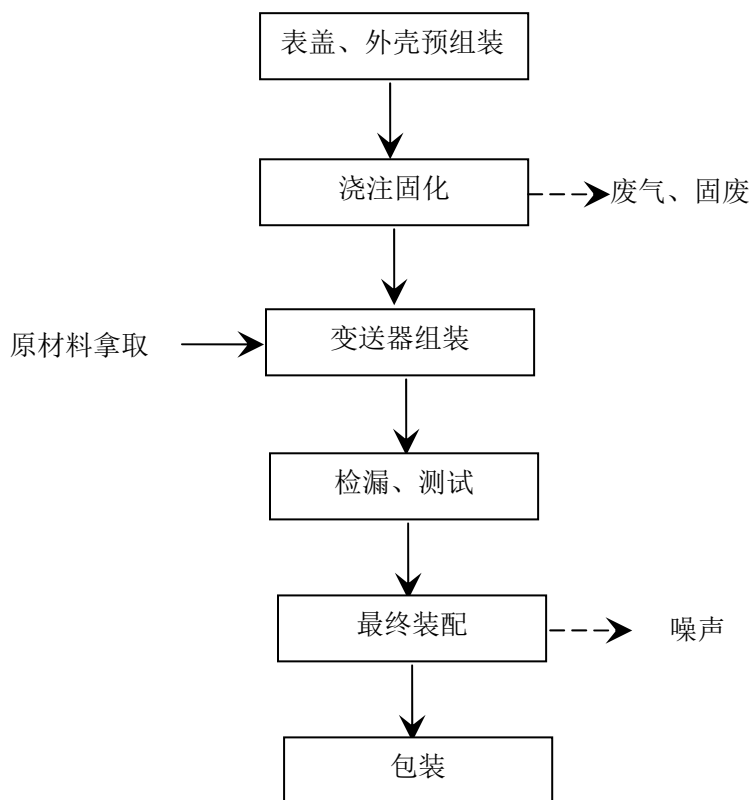 表盖、外壳预组装
浇注固化
废气、固废
原材料拿取
变送器组装
检漏、测试
最终装配
噪声
包装